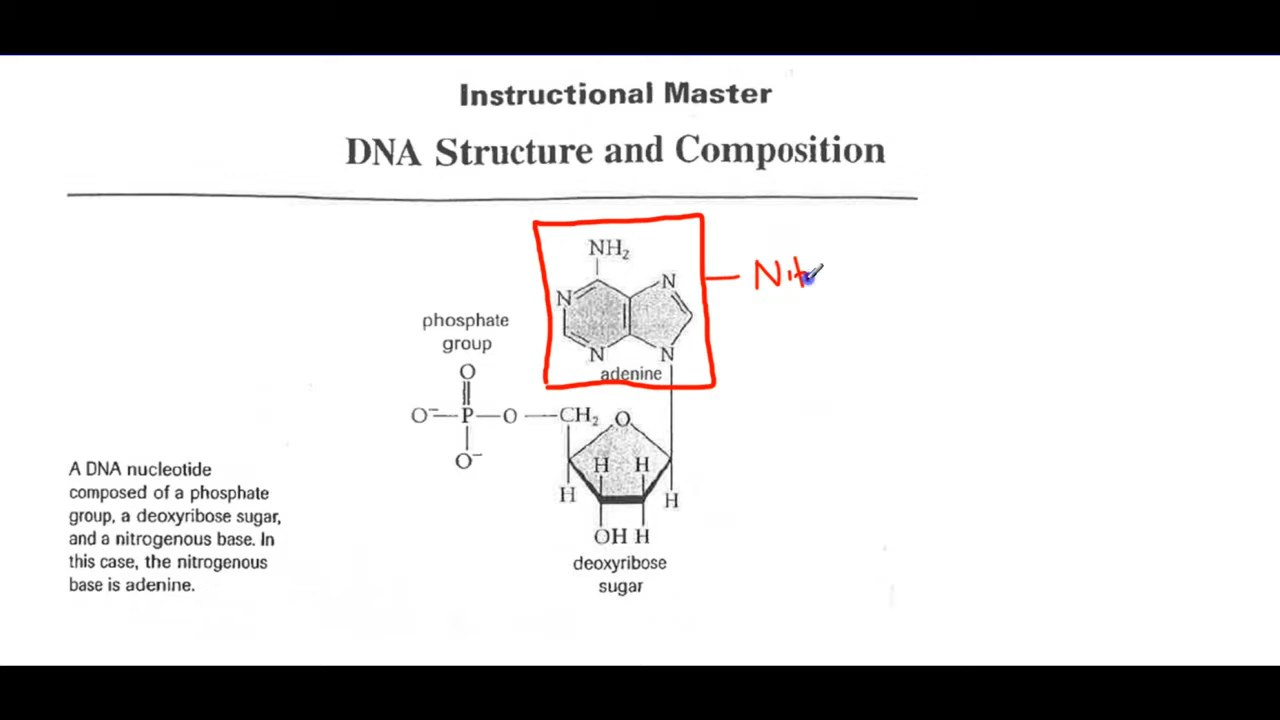 Instructional Master
DNA Structure and Composition
NH2
N
N
N
N
adenine
Nit
phosphate
group
O
O⁻
P
O
CH2
O
O⁻
H
H
H
H
OH
H
deoxyribose
sugar
A DNA nucleotide
composed of a phosphate
group, a deoxyribose sugar,
and a nitrogenous base. In
this case, the nitrogenous
base is adenine.